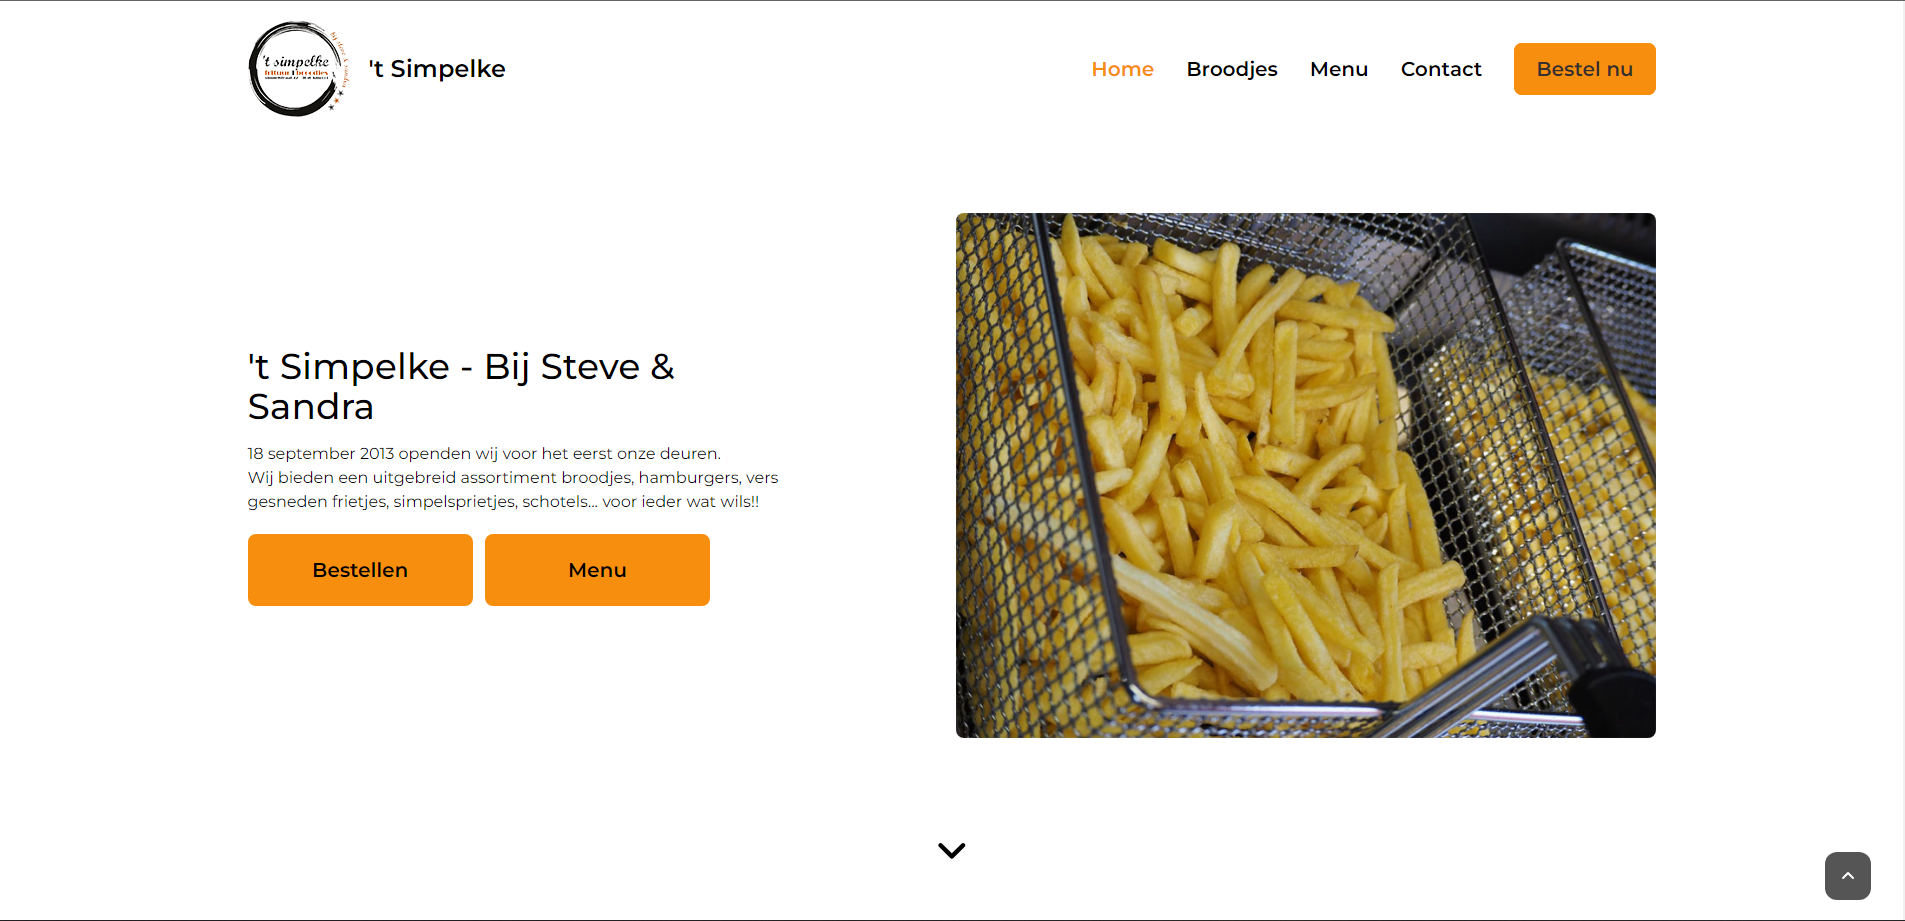 't simpelke
frituur broodjes
't Simpelke
Home
Broodjes
Menu
Contact
Bestel nu
't Simpelke - Bij Steve &
Sandra
18 september 2013 openden wij voor het eerst onze deuren.
Wij bieden een uitgebreid assortiment broodjes, hamburgers, vers
gesneden frietjes, simpelsprietjes, schotels... voor ieder wat wils!!
Bestellen
Menu